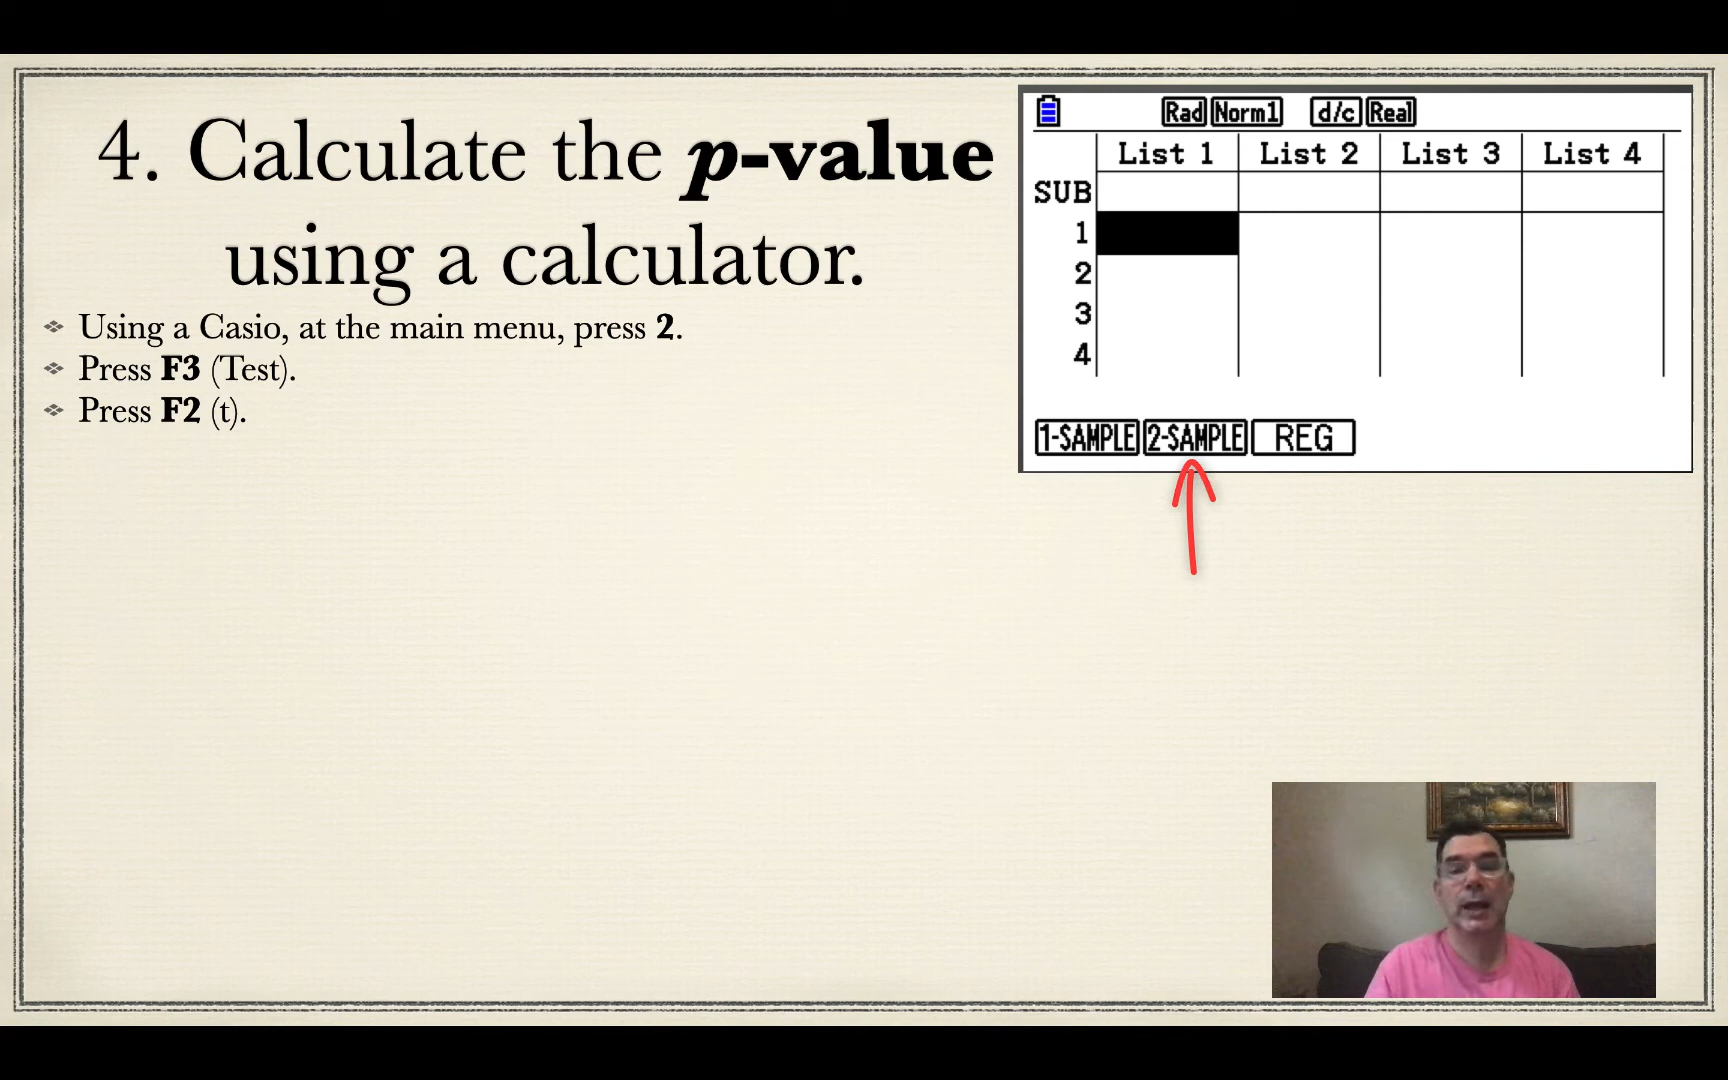 4. Calculate the p-value
using a calculator.
Using a Casio, at the main menu, press 2.
Press F3 (Test).
Press F2 (t).
Rad Norm1 d/c Real
List 1 List 2 List 3 List 4
SUB
1
2
3
4
1-SAMPLE 2-SAMPLE REG